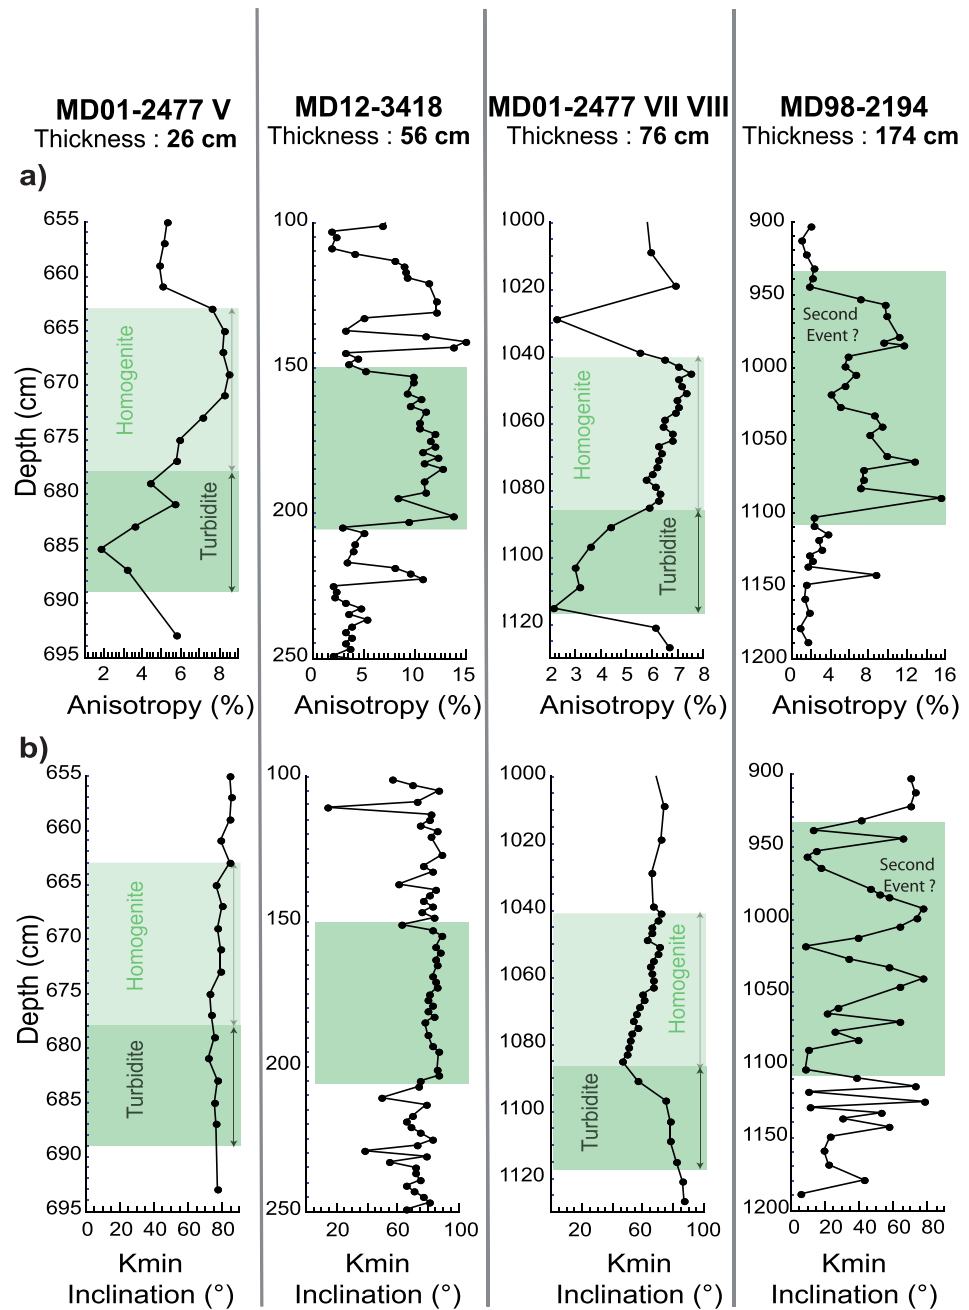 MD01-2477 V
Thickness : 26 cm
MD12-3418
Thickness : 56 cm
MD01-2477 VII VIII
Thickness : 76 cm
MD98-2194
Thickness : 174 cm
a)
Depth (cm)
655
660
665
670
675
680
685
690
695
Homogenite
Turbidite
0 2 4 6 8
Anisotropy (%)
100
150
200
250
0 5 10 15
Anisotropy (%)
1000
1020
1040
1060
1080
1100
1120
Homogenite
Turbidite
2 3 4 5 6 7 8
Anisotropy (%)
900
950
1000
1050
1100
1150
1200
Second
Event ?
0 4 8 12 16
Anisotropy (%)
b)
Depth (cm)
655
660
665
670
675
680
685
690
695
Homogenite
Turbidite
0 20 40 60 80
Kmin
Inclination (°)
100
150
200
250
20 60 100
Kmin
Inclination (°)
1000
1020
1040
1060
1080
1100
1120
Homogenite
Turbidite
0 20 40 60 80 100
Kmin
Inclination (°)
900
950
1000
1050
1100
1150
1200
Second
Event ?
0 20 40 60 80
Kmin
Inclination (°)